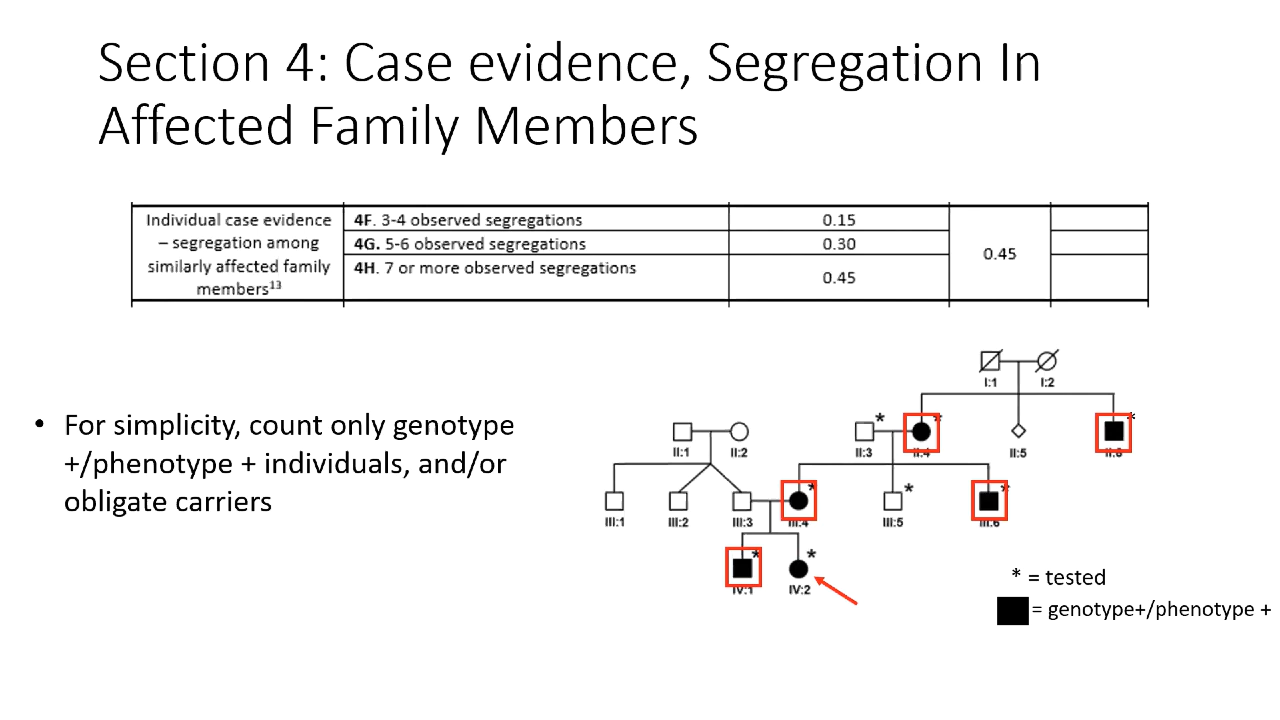 Section 4: Case evidence, Segregation In
Affected Family Members
Individual case evidence
– segregation among
similarly affected family
members¹³
4F. 3-4 observed segregations
0.15
4G. 5-6 observed segregations
0.30
4H. 7 or more observed segregations
0.45
0.45
• For simplicity, count only genotype
+/phenotype + individuals, and/or
obligate carriers
I:1 I:2
* *
*
II:1 II:2 II:3 II:4 II:5
* * *
III:1 III:2 III:3 III:4 III:5 III:6
* *
IV:1 IV:2
* = tested
= genotype+/phenotype +